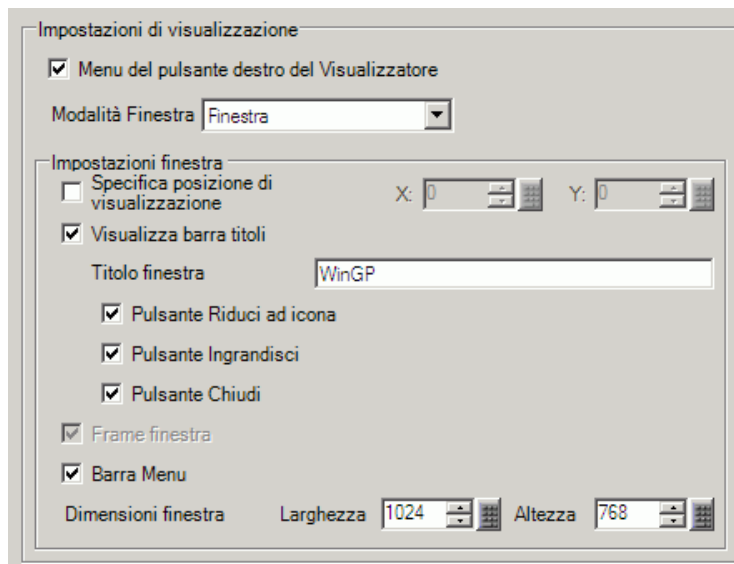 Impostazioni di visualizzazione
Menu del pulsante destro del Visualizzatore
Modalità Finestra Finestra
Impostazioni finestra
Specifica posizione di
visualizzazione X: 0 Y: 0
Visualizza barra titoli
Titolo finestra WinGP
Pulsante Riduci ad icona
Pulsante Ingrandisci
Pulsante Chiudi
Frame finestra
Barra Menu
Dimensioni finestra Larghezza 1024 Altezza 768